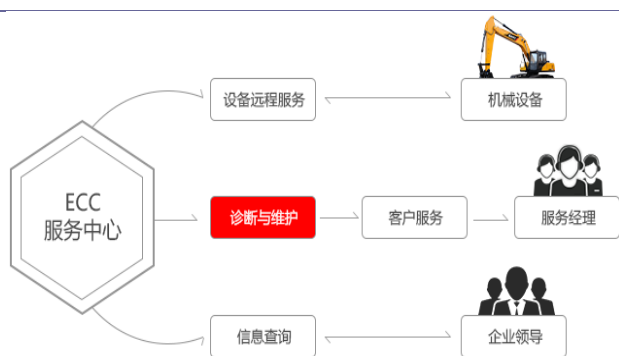 设备远程服务
机械设备
ECC
服务中心
诊断与维护
客户服务
服务经理
信息查询
企业领导